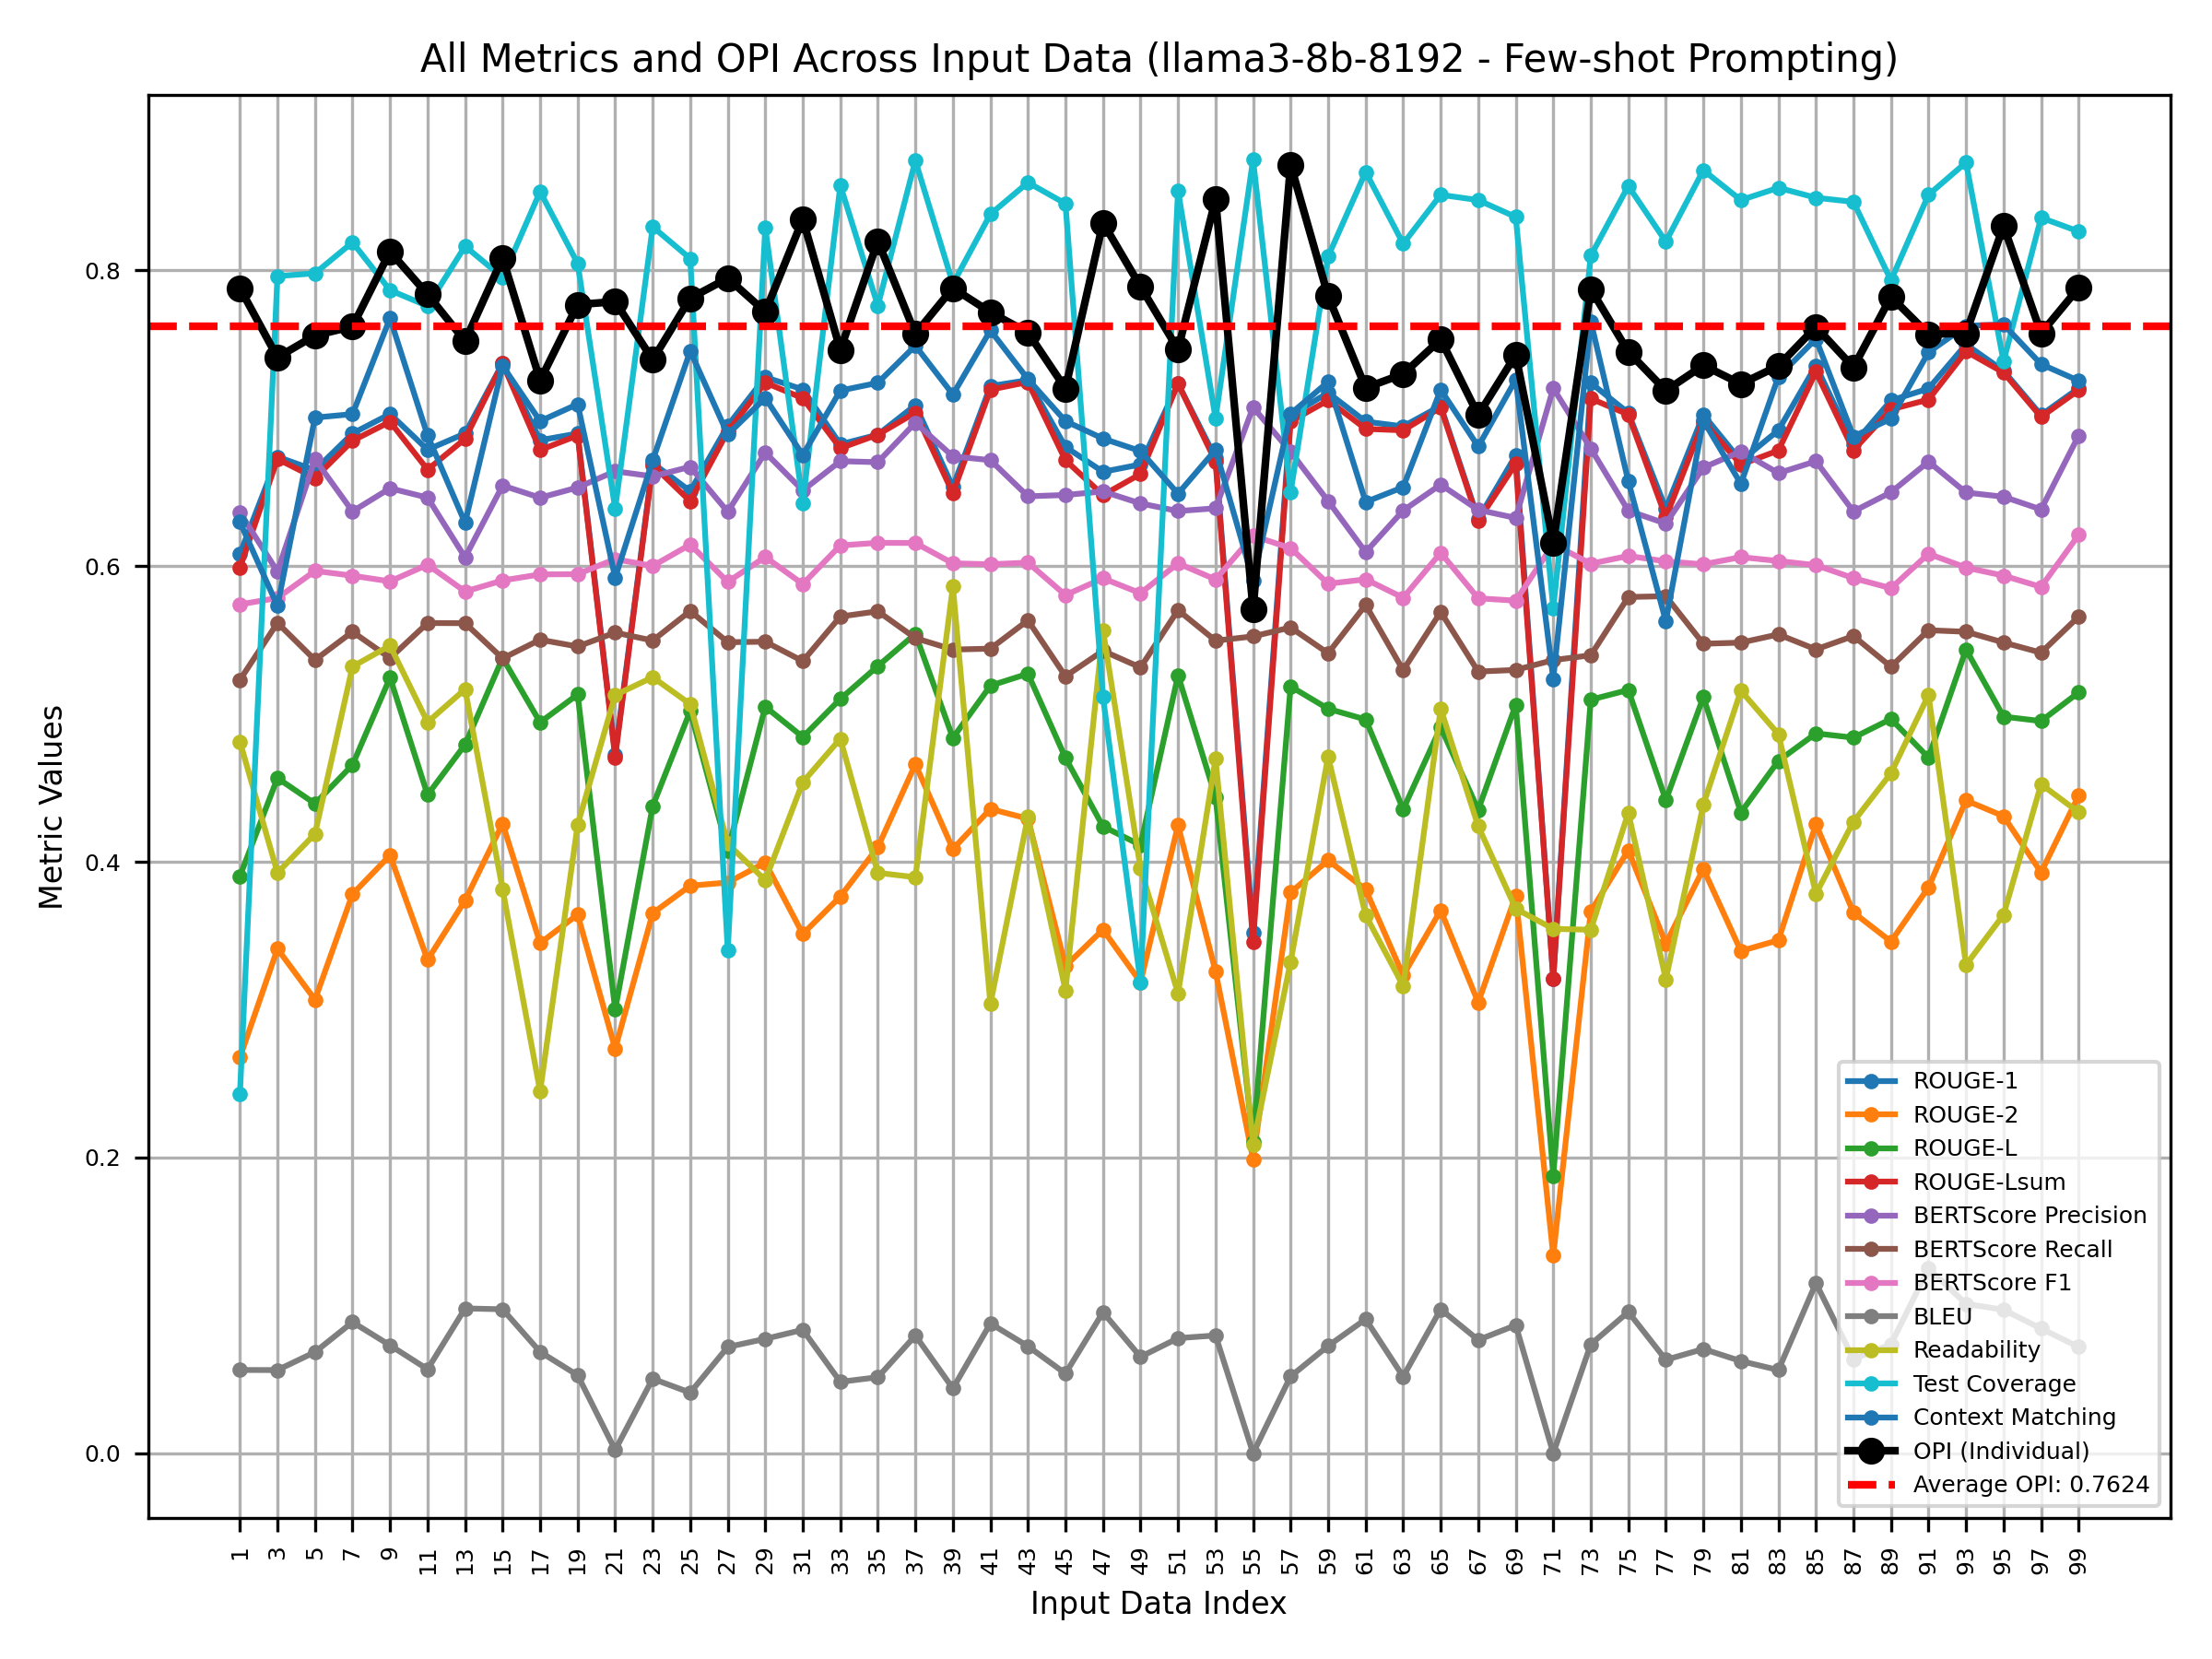 All Metrics and OPI Across Input Data (llama3-8b-8192 - Few-shot Prompting)
Metric Values
0.8
0.6
0.4
0.2
0.0
ROUGE-1
ROUGE-2
ROUGE-L
ROUGE-Lsum
BERTScore Precision
BERTScore Recall
BERTScore F1
BLEU
Readability
Test Coverage
Context Matching
OPI (Individual)
Average OPI: 0.7624
1 3 5 7 9 11 13 15 17 19 21 23 25 27 29 31 33 35 37 39 41 43 45 47 49 51 53 55 57 59 61 63 65 67 69 71 73 75 77 79 81 83 85 87 89 91 93 95 97 99
Input Data Index